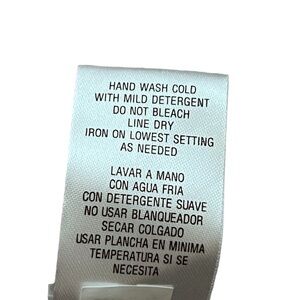 HAND WASH COLD
WITH MILD DETERGENT
DO NOT BLEACH
LINE DRY
IRON ON LOWEST SETTING
AS NEEDED
LAVAR A MANO
CON AGUA FRIA
CON DETERGENTE SUAVE
NO USAR BLANQUEADOR
SECAR COLGADO
USAR PLANCHA EN MINIMA
TEMPERATURA SI SE
NECESITA